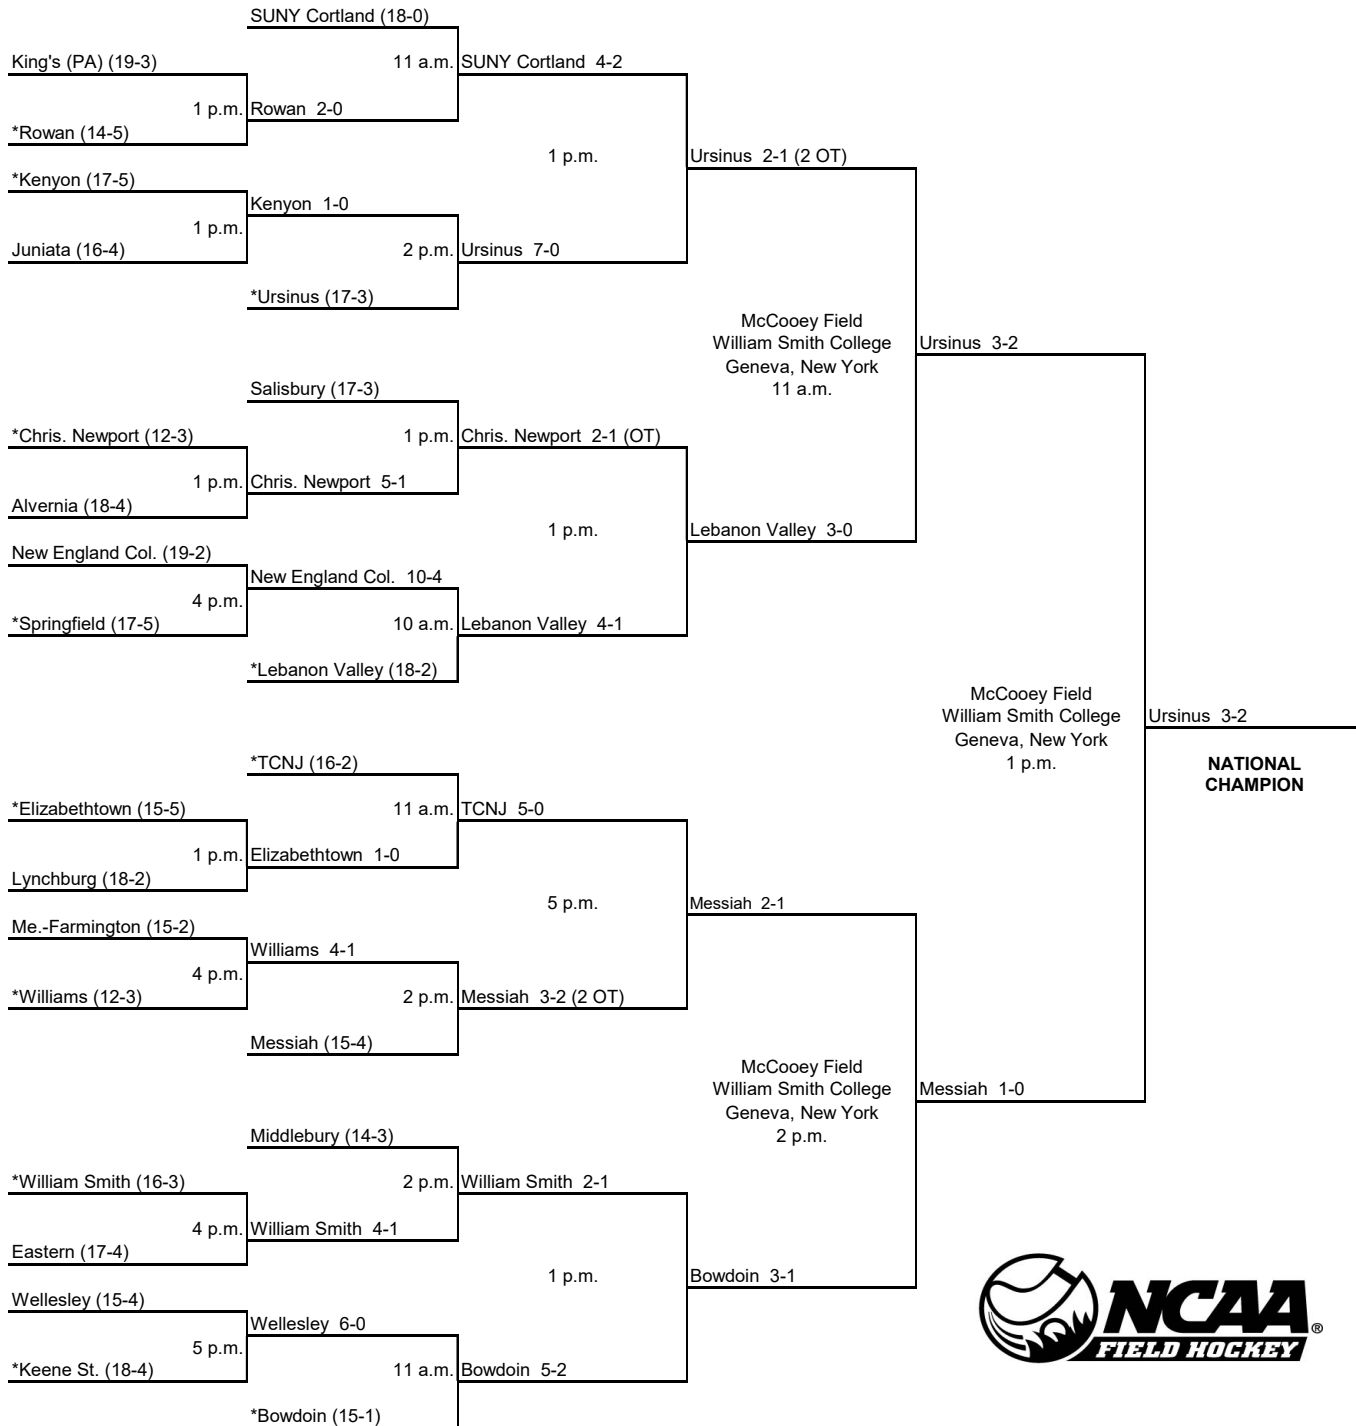 SUNY Cortland (18-0)
King's (PA) (19-3)
11 a.m.
SUNY Cortland 4-2
1 p.m.
Rowan 2-0
*Rowan (14-5)
1 p.m.
Ursinus 2-1 (2 OT)
*Kenyon (17-5)
Kenyon 1-0
1 p.m.
Juniata (16-4)
2 p.m.
Ursinus 7-0
*Ursinus (17-3)
McCooey Field
William Smith College
Geneva, New York
11 a.m.
Ursinus 3-2
Salisbury (17-3)
*Chris. Newport (12-3)
1 p.m.
Chris. Newport 2-1 (OT)
1 p.m.
Chris. Newport 5-1
Alvernia (18-4)
1 p.m.
Lebanon Valley 3-0
New England Col. (19-2)
New England Col. 10-4
4 p.m.
*Springfield (17-5)
10 a.m.
Lebanon Valley 4-1
*Lebanon Valley (18-2)
McCooey Field
William Smith College
Geneva, New York
1 p.m.
Ursinus 3-2
NATIONAL
CHAMPION
*TCNJ (16-2)
*Elizabethtown (15-5)
11 a.m.
TCNJ 5-0
1 p.m.
Elizabethtown 1-0
Lynchburg (18-2)
5 p.m.
Messiah 2-1
Me.-Farmington (15-2)
Williams 4-1
4 p.m.
*Williams (12-3)
2 p.m.
Messiah 3-2 (2 OT)
Messiah (15-4)
McCooey Field
William Smith College
Geneva, New York
2 p.m.
Messiah 1-0
Middlebury (14-3)
*William Smith (16-3)
2 p.m.
William Smith 2-1
4 p.m.
William Smith 4-1
Eastern (17-4)
1 p.m.
Bowdoin 3-1
Wellesley (15-4)
Wellesley 6-0
5 p.m.
*Keene St. (18-4)
11 a.m.
Bowdoin 5-2
*Bowdoin (15-1)
NCAA®
FIELD HOCKEY